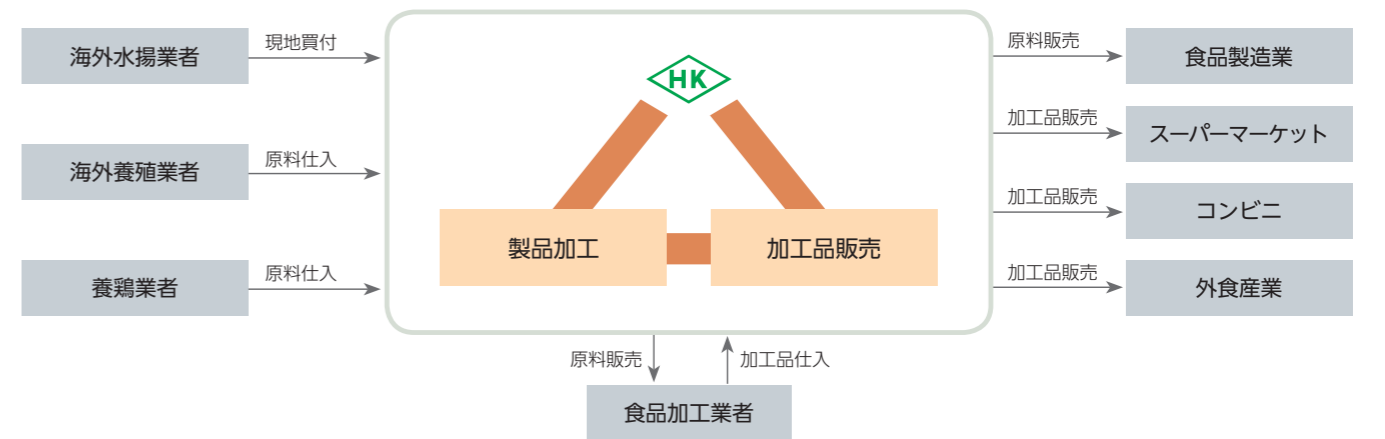 海外水揚業者
現地買付
海外養殖業者
原料仕入
養鶏業者
原料仕入
HK
製品加工
加工品販売
原料販売
食品製造業
加工品販売
スーパーマーケット
加工品販売
コンビニ
加工品販売
外食産業
原料販売
加工品仕入
食品加工業者